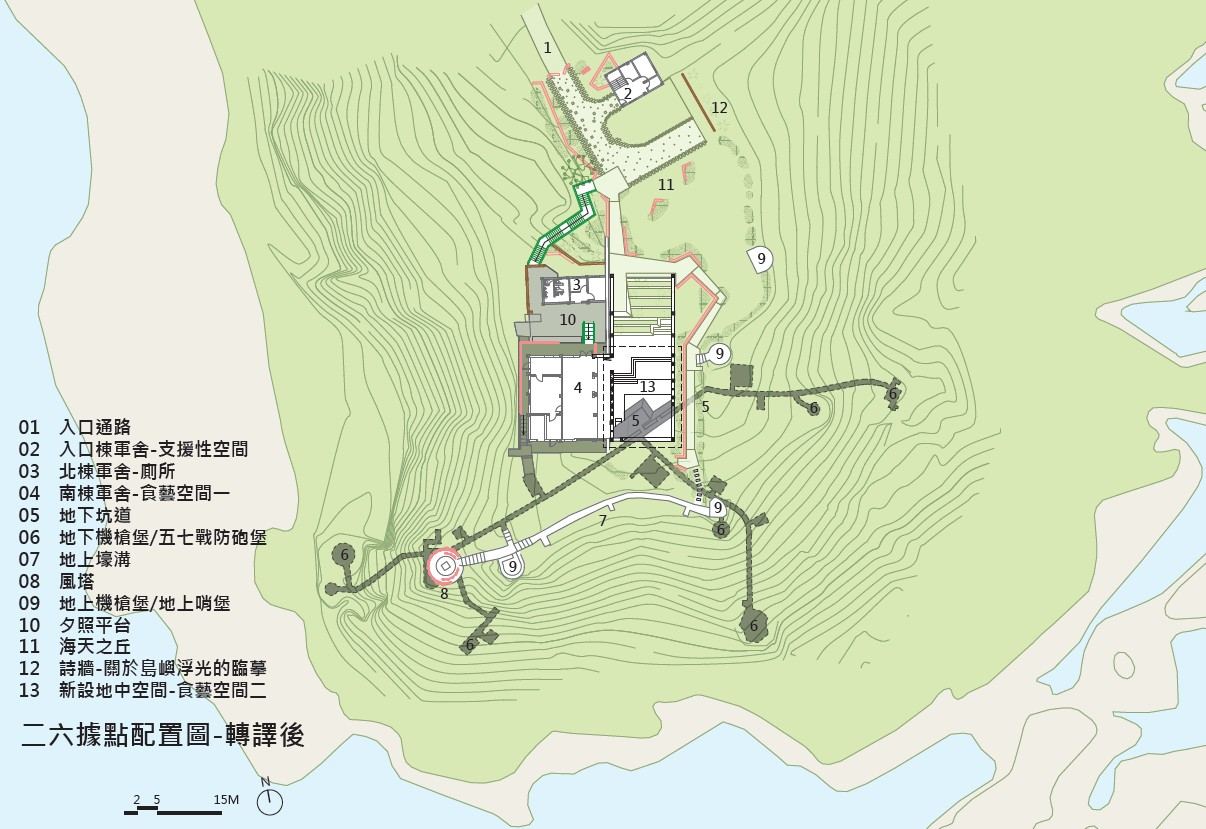 1
2
12
11
9
3
10
9
4
13
5
5
6
6
9
6
7
6
9
8
6
6
01 入口通路
02 入口棟軍舍-支援性空間
03 北棟軍舍-廁所
04 南棟軍舍-食藝空間一
05 地下坑道
06 地下機槍堡/五七戰防砲堡
07 地上壕溝
08 風塔
09 地上機槍堡/地上哨堡
10 夕照平台
11 海天之丘
12 詩牆-關於島嶼浮光的臨摹
13 新設地中空間-食藝空間二
二六據點配置圖-轉譯後
N
2 5 15M